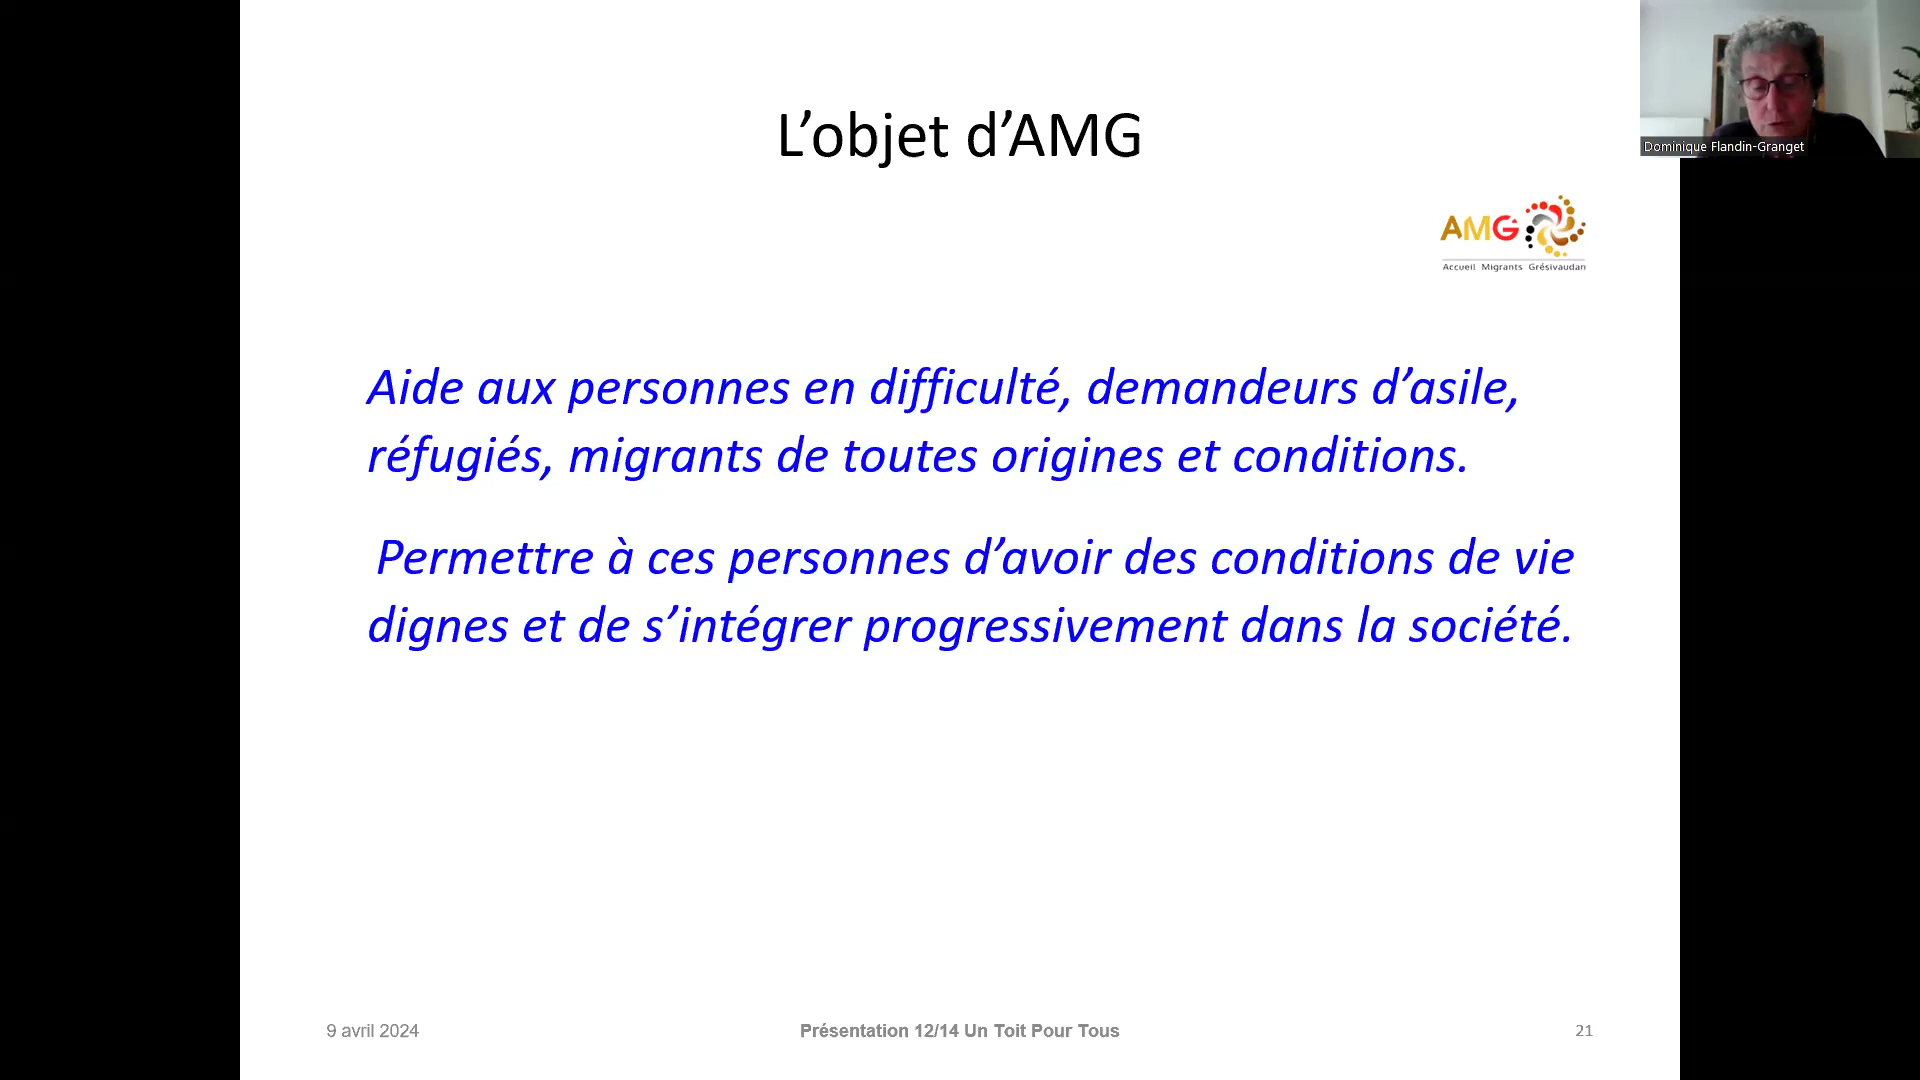 L’objet d’AMG
Dominique Flandin-Granget
AMG
Accueil Migrants Grésivaudan
Aide aux personnes en difficulté, demandeurs d’asile,
réfugiés, migrants de toutes origines et conditions.
Permettre à ces personnes d’avoir des conditions de vie
dignes et de s’intégrer progressivement dans la société.
9 avril 2024
Présentation 12/14 Un Toit Pour Tous
21